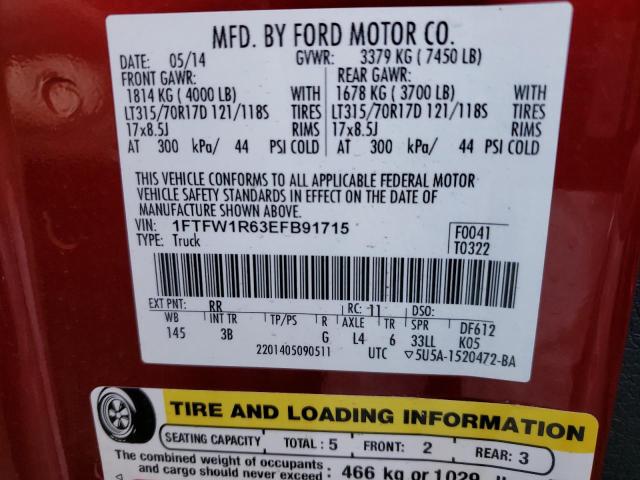 MFD. BY FORD MOTOR CO.
DATE: 05/14 GVWR: 3379 KG ( 7450 LB)
FRONT GAWR: REAR GAWR:
1814 KG ( 4000 LB) WITH 1678 KG ( 3700 LB) WITH
LT315/70R17D 121/118S TIRES LT315/70R17D 121/118S TIRES
17x8.5J RIMS 17x8.5J RIMS
AT 300 kPa/ 44 PSI COLD AT 300 kPa/ 44 PSI COLD
THIS VEHICLE CONFORMS TO ALL APPLICABLE FEDERAL MOTOR
VEHICLE SAFETY STANDARDS IN EFFECT ON THE DATE OF
MANUFACTURE SHOWN ABOVE.
VIN: 1FTFW1R63EFB91715 F0041
TYPE: Truck T0322
EXT PNT: RR RC: 11 DSO:
WB INT TR TP/PS R AXLE TR SPR DF612
145 3B G L4 6 33LL K05
2201405090511 UTC ▽5U5A-1520472-BA
TIRE AND LOADING INFORMATION
SEATING CAPACITY TOTAL : 5 FRONT: 2 REAR: 3
The combined weight of occupants
and cargo should never exceed : 466 kg or 1029